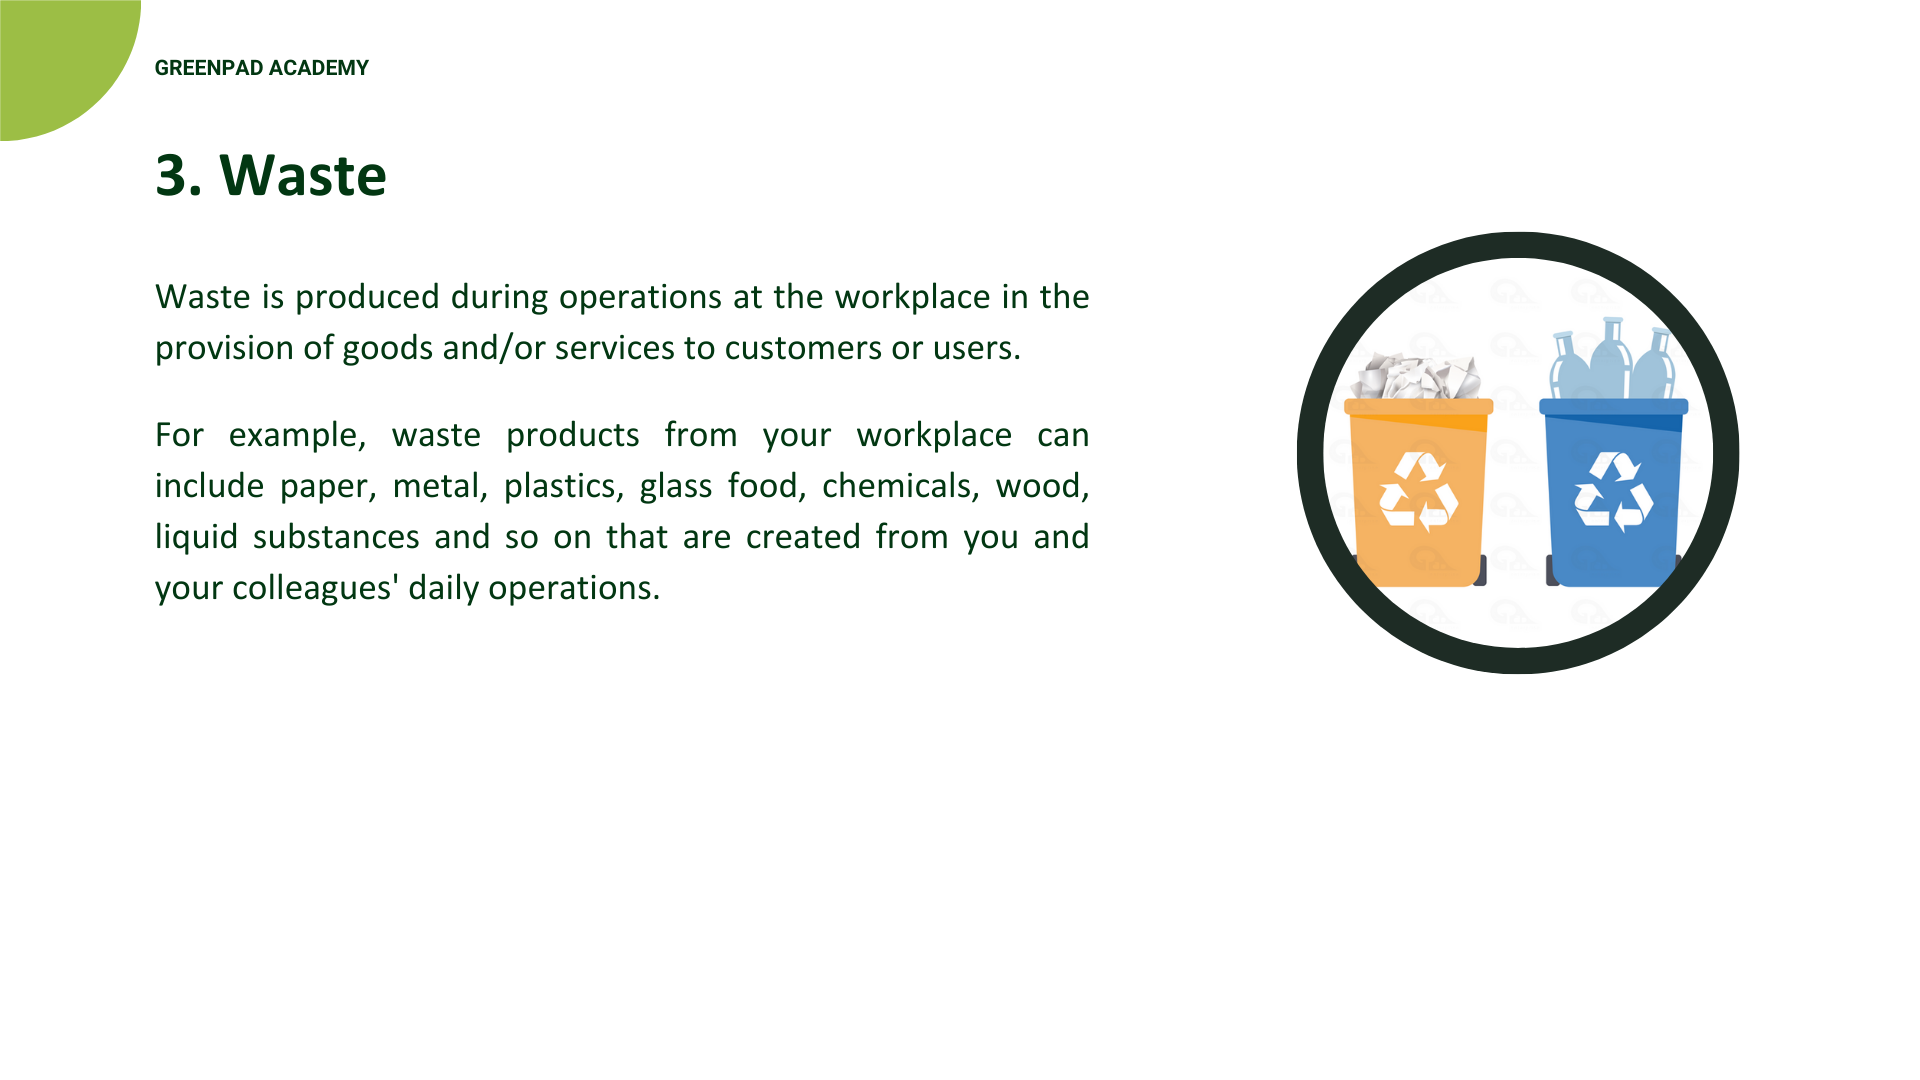 GREENPAD ACADEMY
3. Waste
Waste is produced during operations at the workplace in the
provision of goods and/or services to customers or users.
For example, waste products from your workplace can
include paper, metal, plastics, glass food, chemicals, wood,
liquid substances and so on that are created from you and
your colleagues' daily operations.